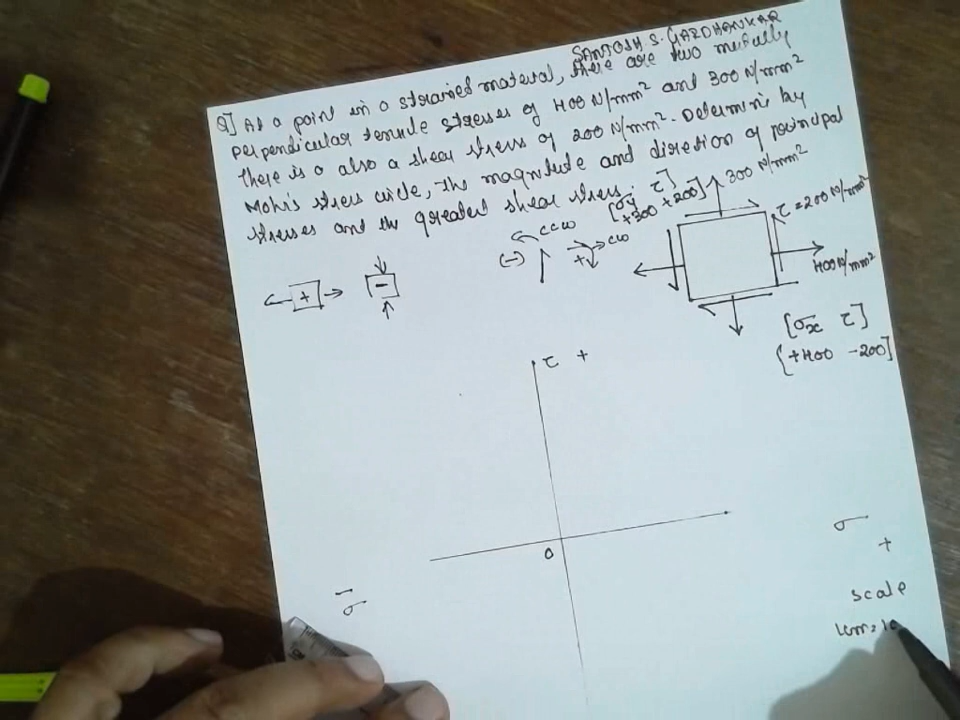 SANTOSH S. GARDHANKAR
Q] At a point in a strained material, there are two mutually
perpendicular tensile stresses of 400 N/mm² and 300 N/mm²
there is a also a shear stress of 200 N/mm². Determine by
Mohr's stress circle, the magnitude and direction of principal
stresses and the greatest shear stress.
[σy τ]
[+300 +200]
300 N/mm²
τ = 200 N/mm²
400 N/mm²
[σx τ]
[+400 -200]
(-) ccw
+ cw
+
-
τ +
0
σ
+
-
σ
scale
1cm =